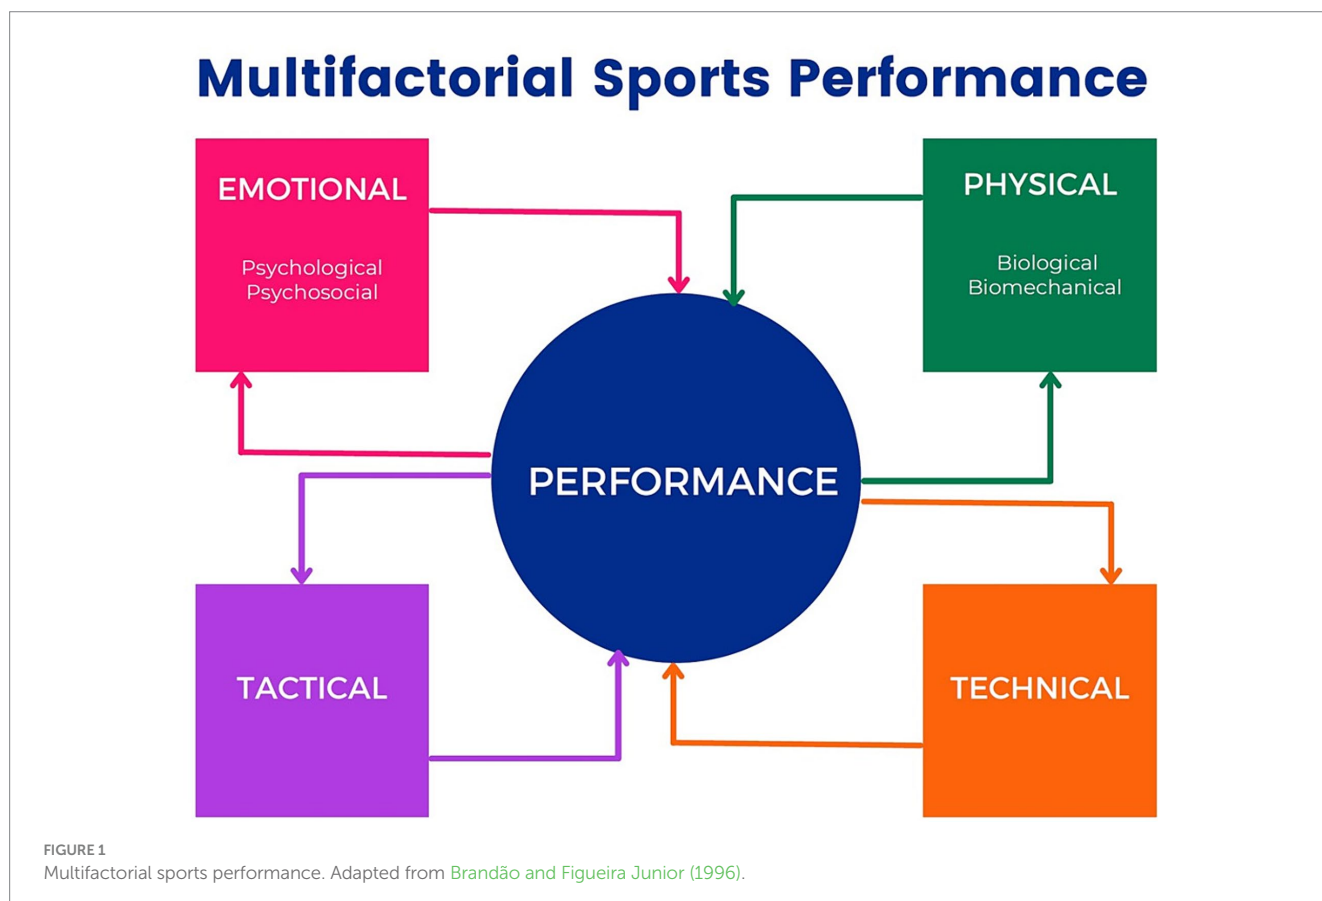 Multifactorial Sports Performance
EMOTIONAL
Psychological
Psychosocial
PHYSICAL
Biological
Biomechanical
PERFORMANCE
TACTICAL
TECHNICAL
FIGURE 1
Multifactorial sports performance. Adapted from Brandão and Figueira Junior (1996).